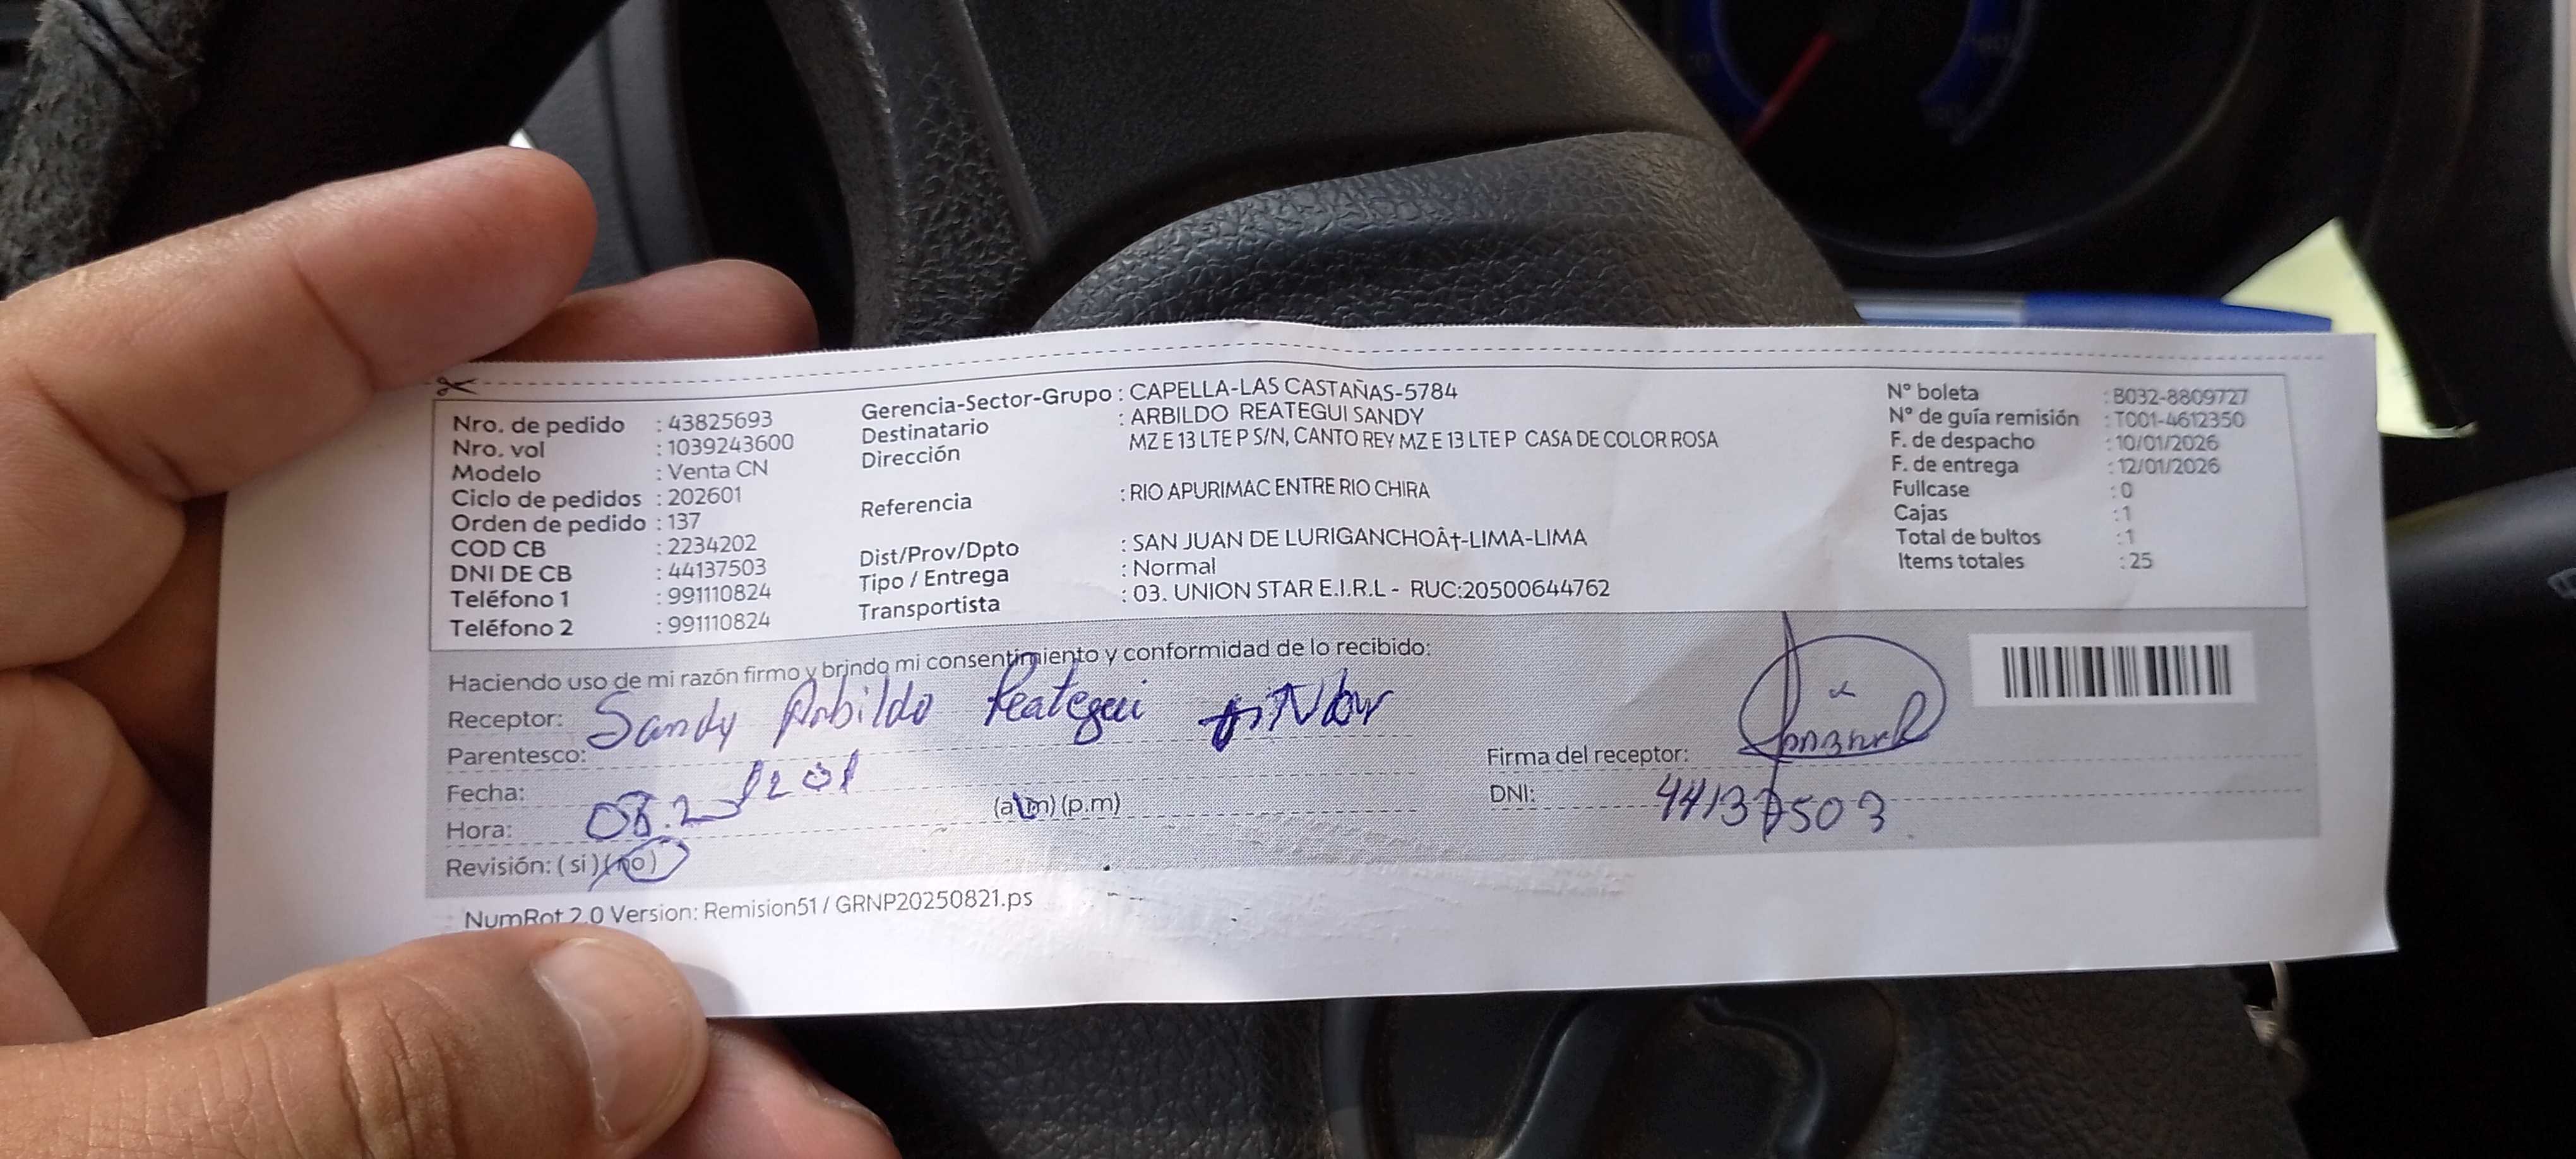 Nro. de pedido : 43825693
Nro. vol : 1039243600
Modelo : Venta CN
Ciclo de pedidos : 202601
Orden de pedido : 137
COD CB : 2234202
DNI DE CB : 44137503
Teléfono 1 : 991110824
Teléfono 2 : 991110824
Gerencia-Sector-Grupo : CAPELLA-LAS CASTAÑAS-5784
Destinatario : ARBILDO REATEGUI SANDY
Dirección MZ E 13 LTE P S/N, CANTO REY MZ E 13 LTE P CASA DE COLOR ROSA
Referencia : RIO APURIMAC ENTRE RIO CHIRA
Dist/Prov/Dpto : SAN JUAN DE LURIGANCHOÂ†-LIMA-LIMA
Tipo / Entrega : Normal
Transportista : 03. UNION STAR E.I.R.L - RUC:20500644762
N° boleta : B032-8809727
N° de guía remisión : T001-4612350
F. de despacho : 10/01/2026
F. de entrega : 12/01/2026
Fullcase : 0
Cajas : 1
Total de bultos : 1
Items totales : 25
Haciendo uso de mi razón firmo y brindo mi consentimiento y conformidad de lo recibido:
Receptor: Sandy Arbildo Reategui
Parentesco:
Fecha: 12 01
Hora: 08.2 (a.m) (p.m)
Revisión: ( si ) (no)
Firma del receptor:
DNI: 44137503
NumRot 2.0 Version: Remision51 / GRNP20250821.ps